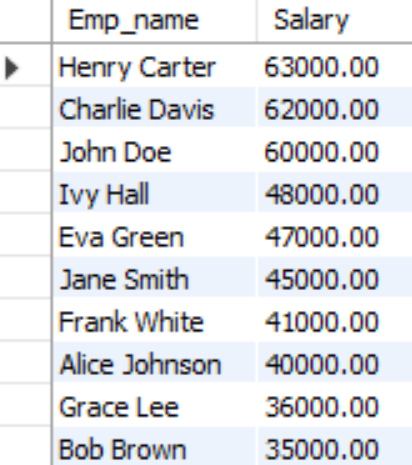 Emp_name Salary
Henry Carter 63000.00
Charlie Davis 62000.00
John Doe 60000.00
Ivy Hall 48000.00
Eva Green 47000.00
Jane Smith 45000.00
Frank White 41000.00
Alice Johnson 40000.00
Grace Lee 36000.00
Bob Brown 35000.00